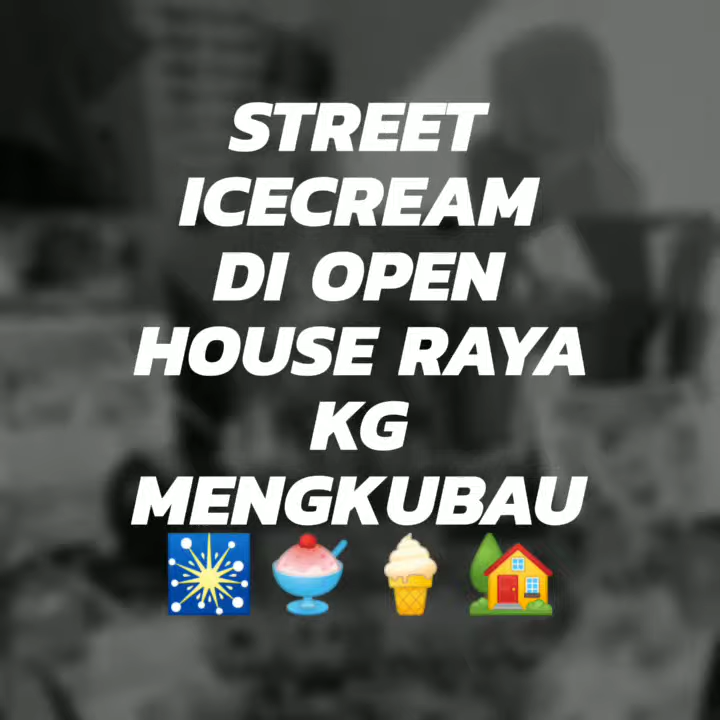 STREET
ICECREAM
DI OPEN
HOUSE RAYA
KG
MENGKUBAU
🎇🍧🍦🏡